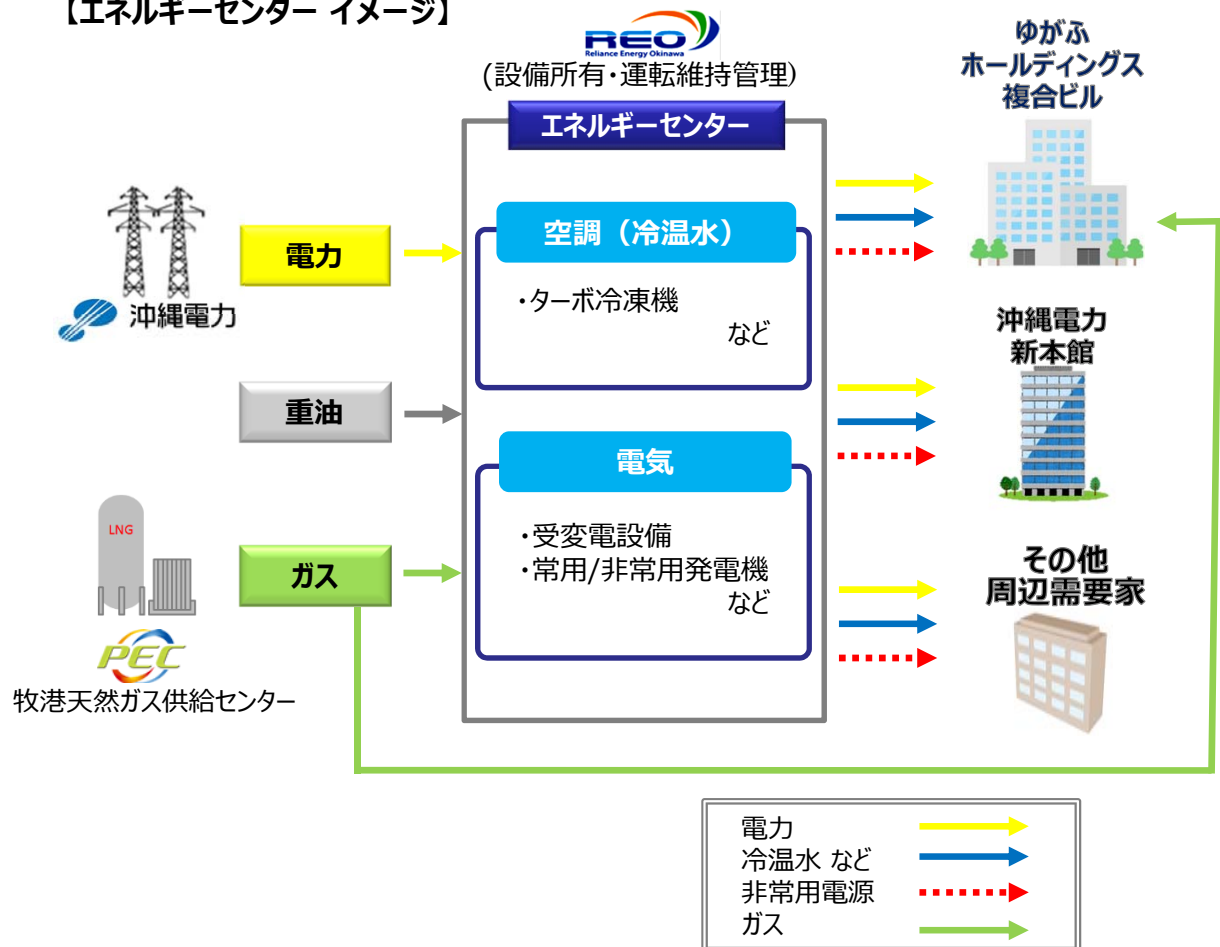 【エネルギーセンター イメージ】
REO
Reliance Energy Okinawa
(設備所有・運転維持管理)
エネルギーセンター
空調（冷温水）
・ターボ冷凍機
など
電気
・受変電設備
・常用/非常用発電機
など
沖縄電力
電力
重油
LNG
ガス
PEC
牧港天然ガス供給センター
ゆがふ
ホールディングス
複合ビル
沖縄電力
新本館
その他
周辺需要家
電力
冷温水 など
非常用電源
ガス